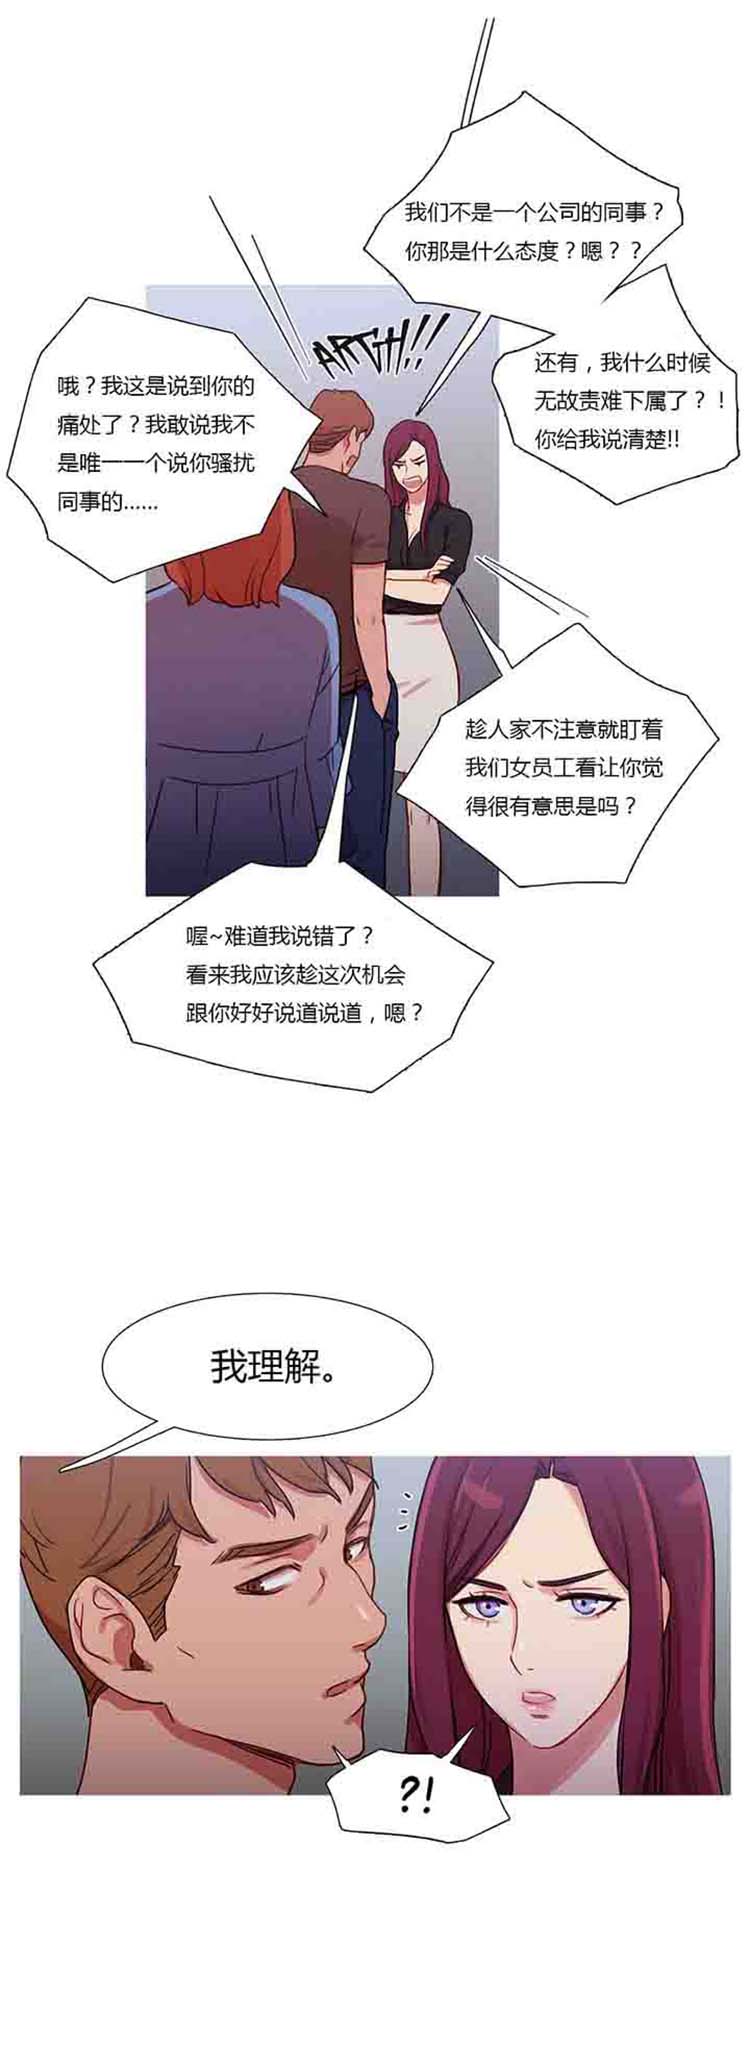 我们不是一个公司的同事？
你那是什么态度？嗯？？
ARGH!!
还有，我什么时候
无故责难下属了？！
你给我说清楚!!
哦？我这是说到你的
痛处了？我敢说我不
是唯一一个说你骚扰
同事的......
趁人家不注意就盯着
我们女员工看让你觉
得很有意思是吗？
喔~难道我说错了？
看来我应该趁这次机会
跟你好好说道说道，嗯？
我理解。
?!